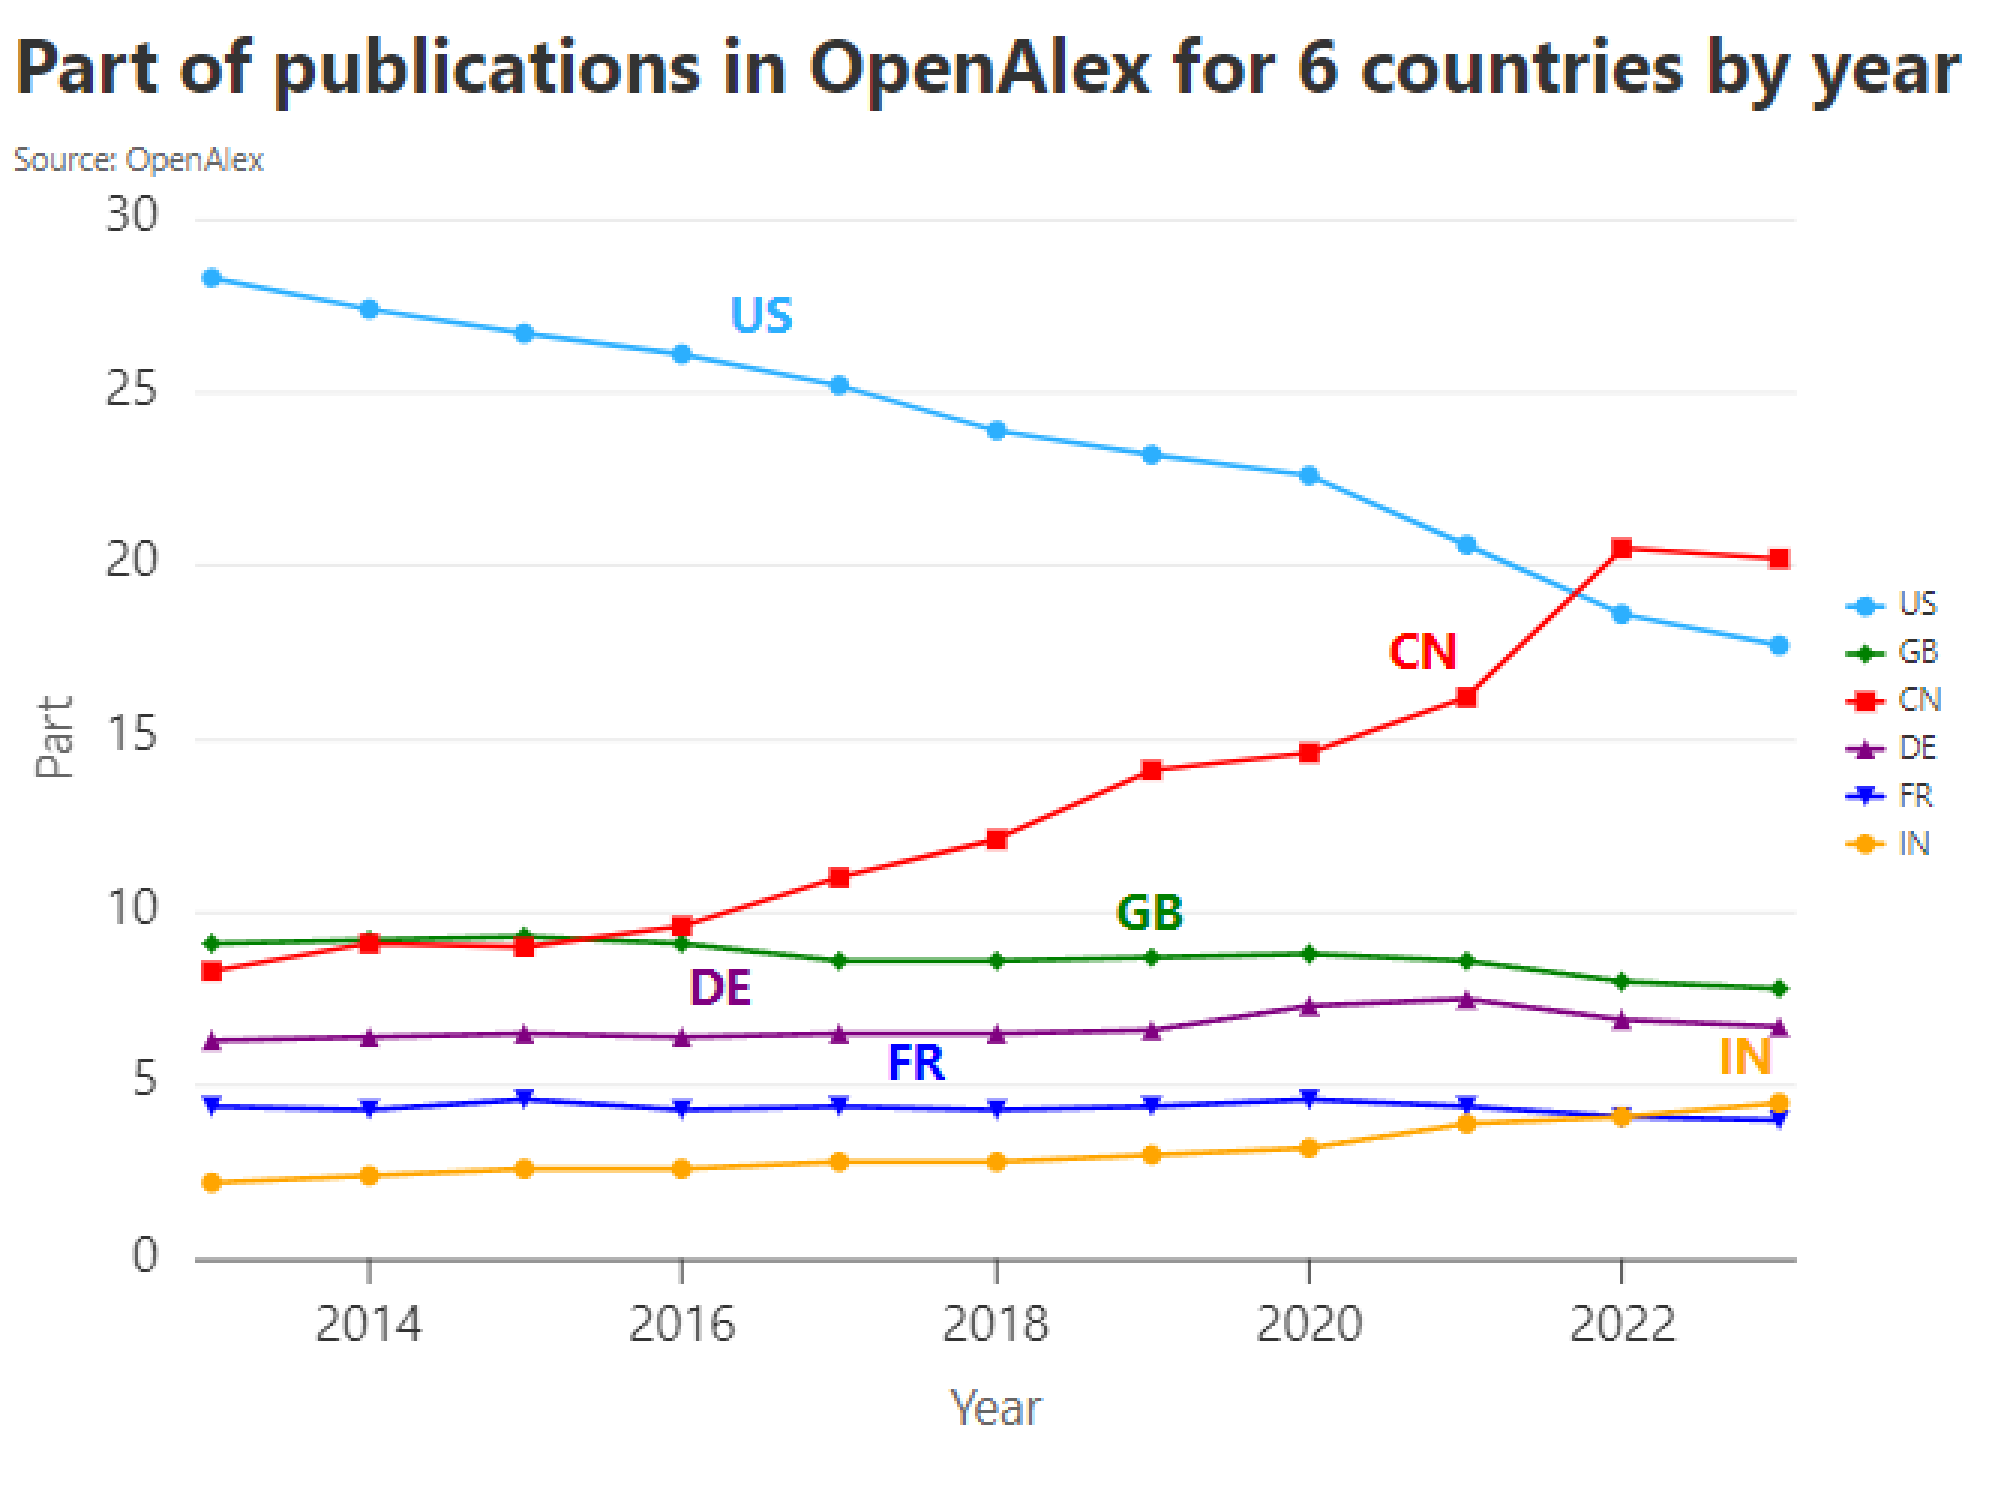 Part of publications in OpenAlex for 6 countries by year
Source: OpenAlex
30
25
20
15
10
5
0
Part
US
CN
GB
DE
FR
IN
US
GB
CN
DE
FR
IN
2014 2016 2018 2020 2022
Year